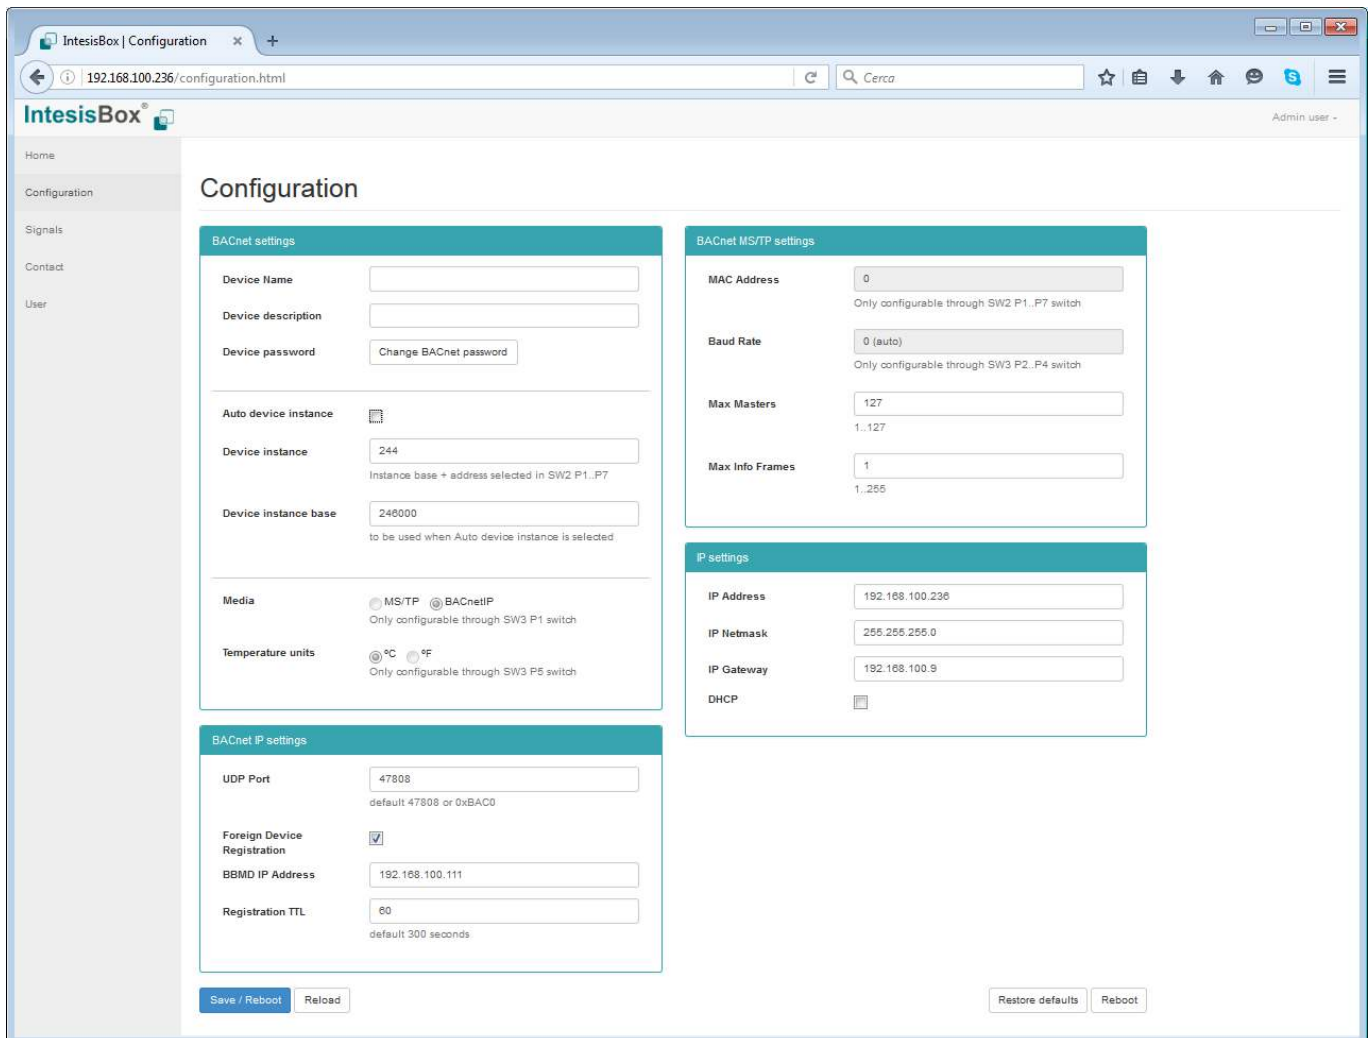 IntesisBox | Configuration
192.168.100.236/configuration.html
Cerca
IntesisBox®
Admin user
Home
Configuration
Signals
Contact
User
Configuration
BACnet settings
Device Name
Device description
Device password Change BACnet password
Auto device instance
Device instance 244
Instance base + address selected in SW2 P1..P7
Device instance base 246000
to be used when Auto device instance is selected
Media MS/TP BACnetIP
Only configurable through SW3 P1 switch
Temperature units ºC ºF
Only configurable through SW3 P5 switch
BACnet IP settings
UDP Port 47808
default 47808 or 0xBAC0
Foreign Device
Registration
BBMD IP Address 192.168.100.111
Registration TTL 60
default 300 seconds
Save / Reboot Reload
BACnet MS/TP settings
MAC Address 0
Only configurable through SW2 P1..P7 switch
Baud Rate 0 (auto)
Only configurable through SW3 P2..P4 switch
Max Masters 127
1..127
Max Info Frames 1
1..255
IP settings
IP Address 192.168.100.236
IP Netmask 255.255.255.0
IP Gateway 192.168.100.9
DHCP
Restore defaults Reboot